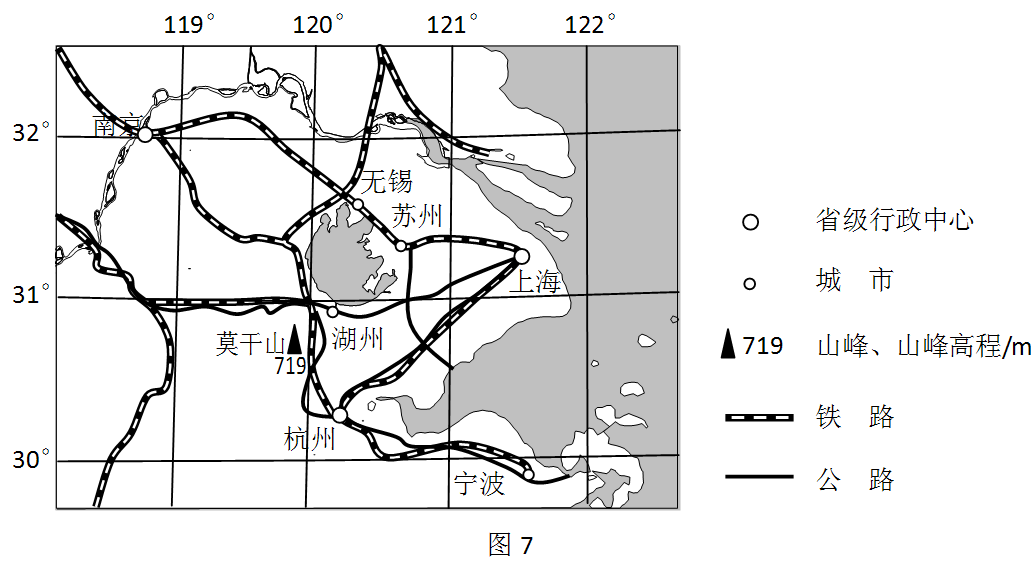 119° 120° 121° 122°
32°
南京
无锡
苏州
上海
31°
莫干山
719
湖州
杭州
30°
宁波
省级行政中心
城 市
719 山峰、山峰高程/m
铁 路
公 路
图 7